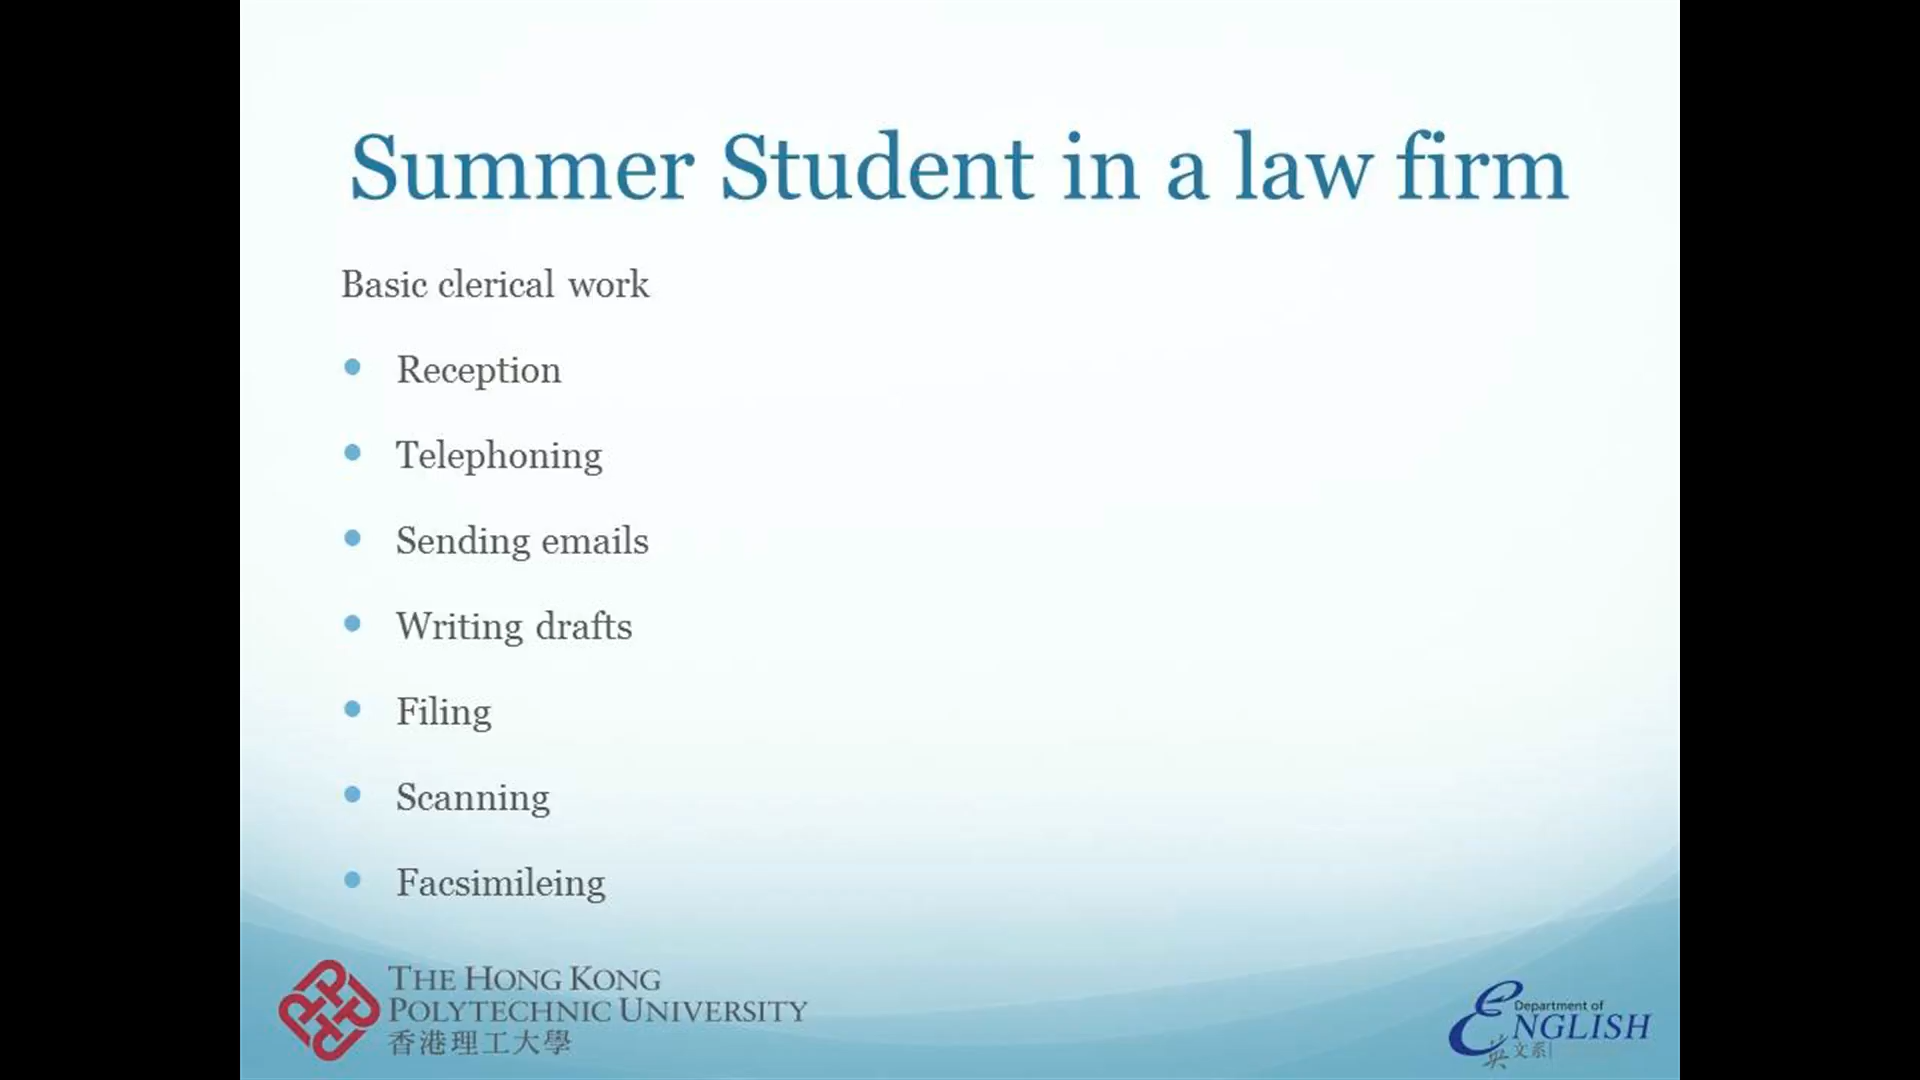 Summer Student in a law firm
Basic clerical work
• Reception
• Telephoning
• Sending emails
• Writing drafts
• Filing
• Scanning
• Facsimileing
THE HONG KONG
POLYTECHNIC UNIVERSITY
香港理工大學
Department of
ENGLISH
英文系